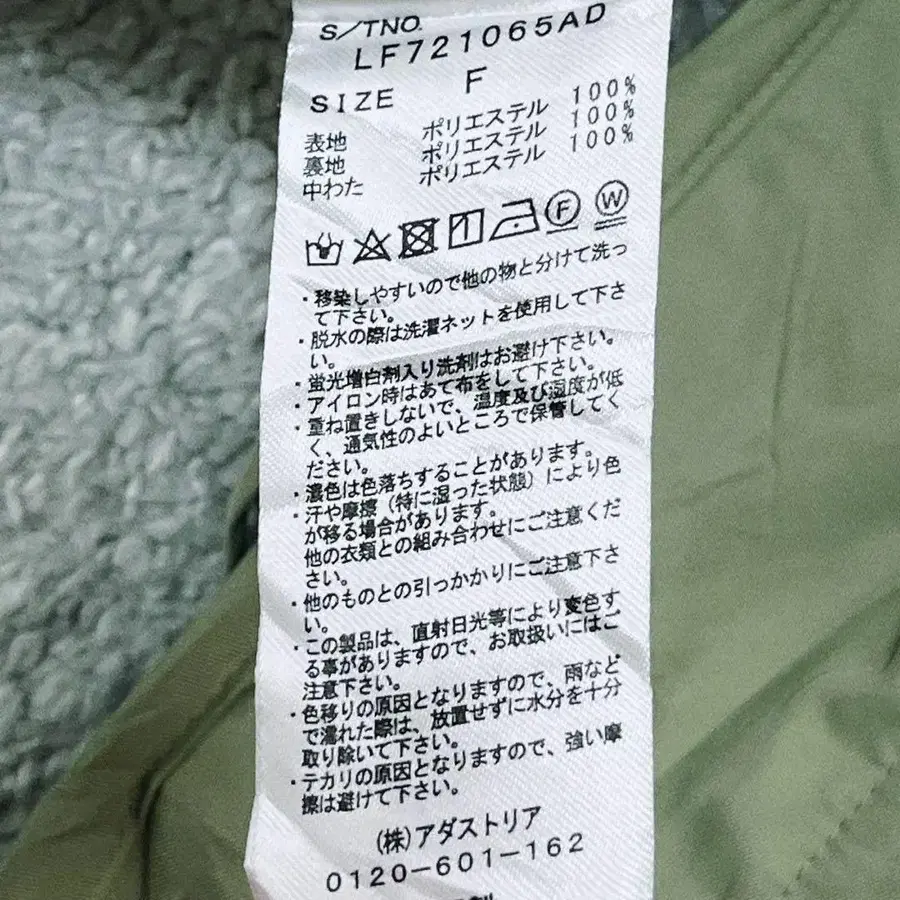 S/TNO.
LF721065AD
SIZE F
表地 ポリエステル 100%
裏地 ポリエステル 100%
中わた ポリエステル 100%
F W
・移染しやすいので他の物と分けて洗っ
て下さい。
・脱水の際は洗濯ネットを使用して下さ
い。
・蛍光増白剤入り洗剤はお避け下さい。
・アイロン時はあて布をして下さい。
・重ね置きしないで、温度及び湿度が低
く、通気性のよいところで保管してく
ださい。
・濃色は色落ちすることがあります。
・汗や摩擦（特に湿った状態）により色
が移る場合があります。
他の衣類との組み合わせにご注意くだ
さい。
・他のものとの引っかかりにご注意下さ
い。
・この製品は、直射日光等により変色す
る事がありますので、お取扱いにはご
注意下さい。
・色移りの原因となりますので、雨など
で濡れた際は、放置せずに水分を十分
取り除いて下さい。
・テカリの原因となりますので、強い摩
擦は避けて下さい。
(株)アダストリア
0120-601-162